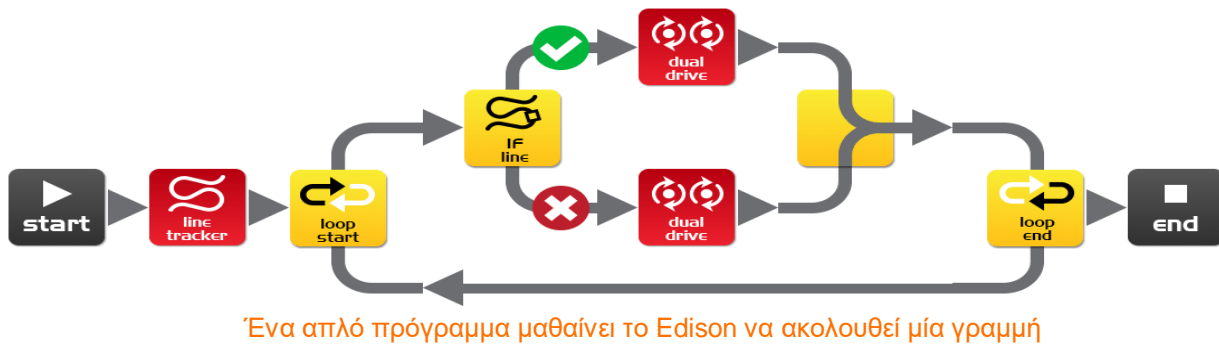 start
line
tracker
loop
start
IF
line
dual
drive
dual
drive
loop
end
end
Ένα απλό πρόγραμμα μαθαίνει το Edison να ακολουθεί μία γραμμή